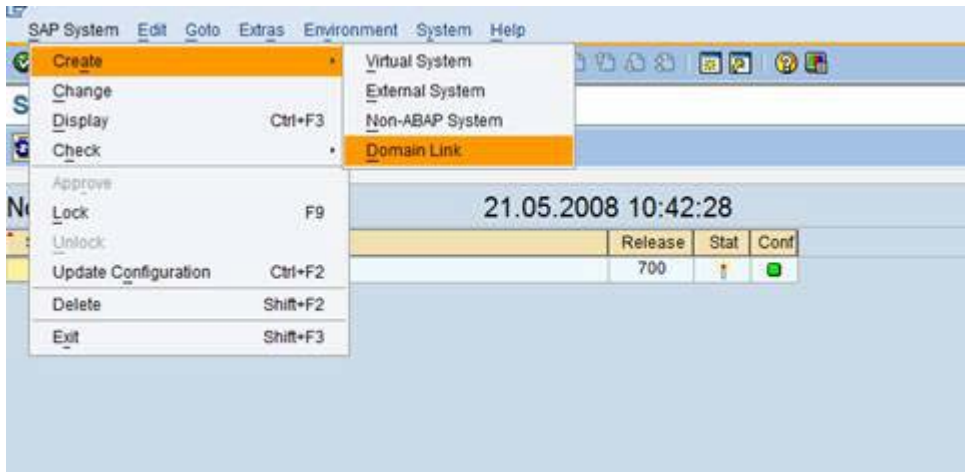 SAP System Edit Goto Extras Environment System Help
Create
Virtual System
Change
External System
Display Ctrl+F3
Non-ABAP System
Check
Domain Link
Approve
21.05.2008 10:42:28
Lock F9
Unlock
Release Stat Conf
Update Configuration Ctrl+F2
700
Delete Shift+F2
Exit Shift+F3